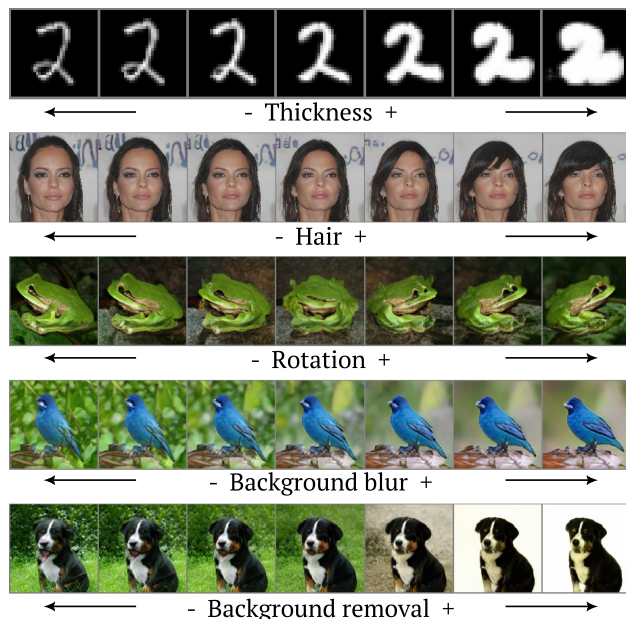 - Thickness +
- Hair +
- Rotation +
- Background blur +
- Background removal +